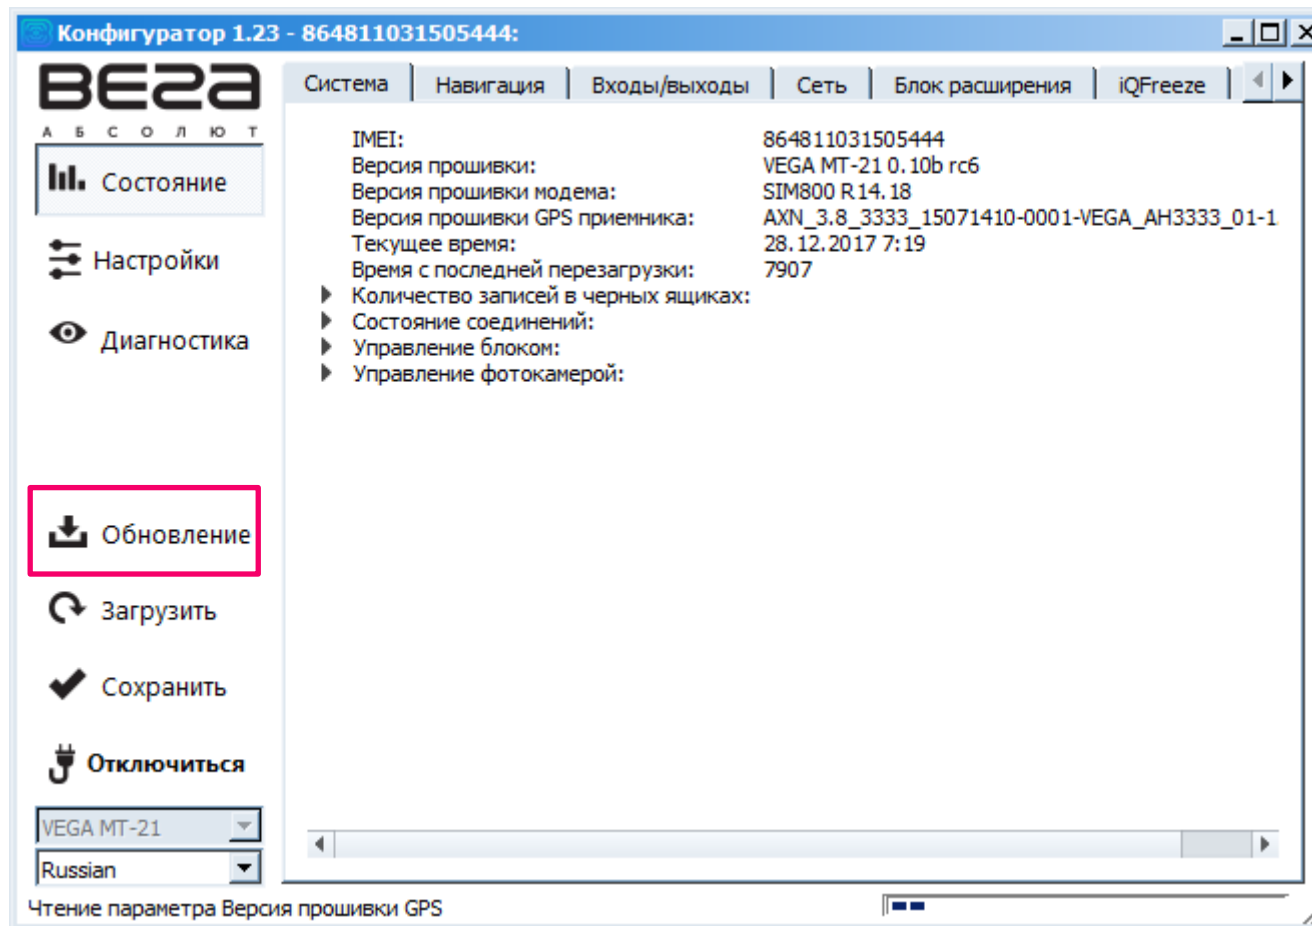 Конфигуратор 1.23 - 864811031505444:
ВЕГА
АБСОЛЮТ
Состояние
Настройки
Диагностика
Обновление
Загрузить
Сохранить
Отключиться
VEGA MT-21
Russian
Система Навигация Входы/выходы Сеть Блок расширения iQFreeze
IMEI: 864811031505444
Версия прошивки: VEGA MT-21 0.10b rc6
Версия прошивки модема: SIM800 R14.18
Версия прошивки GPS приемника: AXN_3.8_3333_15071410-0001-VEGA_AH3333_01-1
Текущее время: 28.12.2017 7:19
Время с последней перезагрузки: 7907
Количество записей в черных ящиках:
Состояние соединений:
Управление блоком:
Управление фотокамерой:
Чтение параметра Версия прошивки GPS